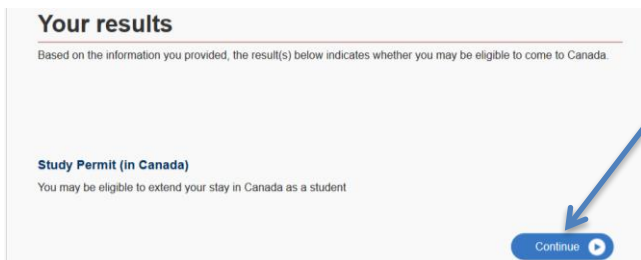 Your results
Based on the information you provided, the result(s) below indicates whether you may be eligible to come to Canada.
Study Permit (in Canada)
You may be eligible to extend your stay in Canada as a student
Continue